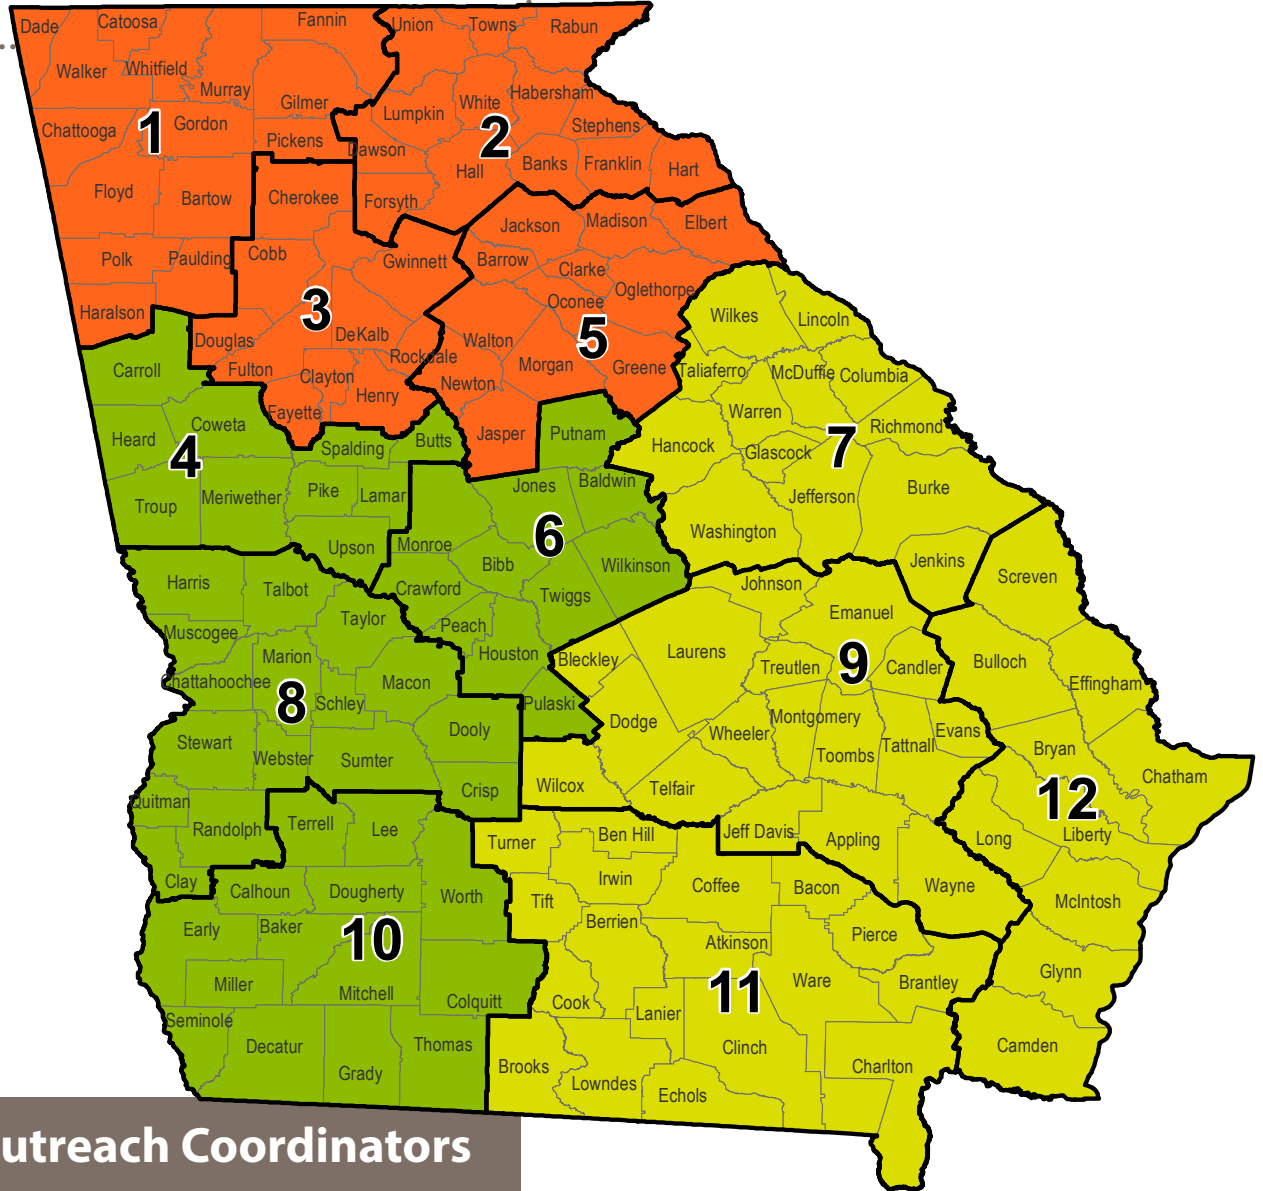 Dade
Catoosa
Fannin
Union
Towns
Rabun
Walker
Whitfield
Murray
Gilmer
Lumpkin
White
Habersham
Stephens
Chattooga
1
Gordon
Pickens
Dawson
2
Hall
Banks
Franklin
Hart
Floyd
Bartow
Cherokee
Forsyth
Jackson
Madison
Elbert
Polk
Paulding
Cobb
Gwinnett
Barrow
Clarke
Oglethorpe
Oconee
Haralson
3
Douglas
DeKalb
Rockdale
Walton
5
Morgan
Greene
Wilkes
Lincoln
Carroll
Fulton
Clayton
Henry
Newton
Fayette
Jasper
Taliaferro
McDuffie
Columbia
Warren
Richmond
Heard
Coweta
4
Spalding
Butts
Putnam
Hancock
Glascock
7
Troup
Meriwether
Pike
Lamar
Jones
Baldwin
Jefferson
Burke
Upson
Monroe
6
Washington
Bibb
Wilkinson
Jenkins
Screven
Harris
Talbot
Crawford
Twiggs
Johnson
Emanuel
Taylor
Peach
Muscogee
Marion
Houston
Bleckley
Laurens
Treutlen
9
Candler
Bulloch
Effingham
Chattahoochee
8
Schley
Macon
Pulaski
Dodge
Wheeler
Montgomery
Toombs
Tattnall
Evans
Stewart
Webster
Sumter
Dooly
Bryan
Chatham
Quitman
Crisp
Wilcox
Telfair
12
Randolph
Terrell
Lee
Turner
Ben Hill
Jeff Davis
Appling
Long
Liberty
Clay
Calhoun
Dougherty
Worth
Tift
Irwin
Coffee
Bacon
Wayne
McIntosh
Early
Baker
10
Berrien
Atkinson
Pierce
Miller
Mitchell
Colquitt
Cook
Lanier
11
Ware
Brantley
Glynn
Seminole
Decatur
Grady
Thomas
Brooks
Lowndes
Clinch
Echols
Charlton
Camden
utreach Coordinators